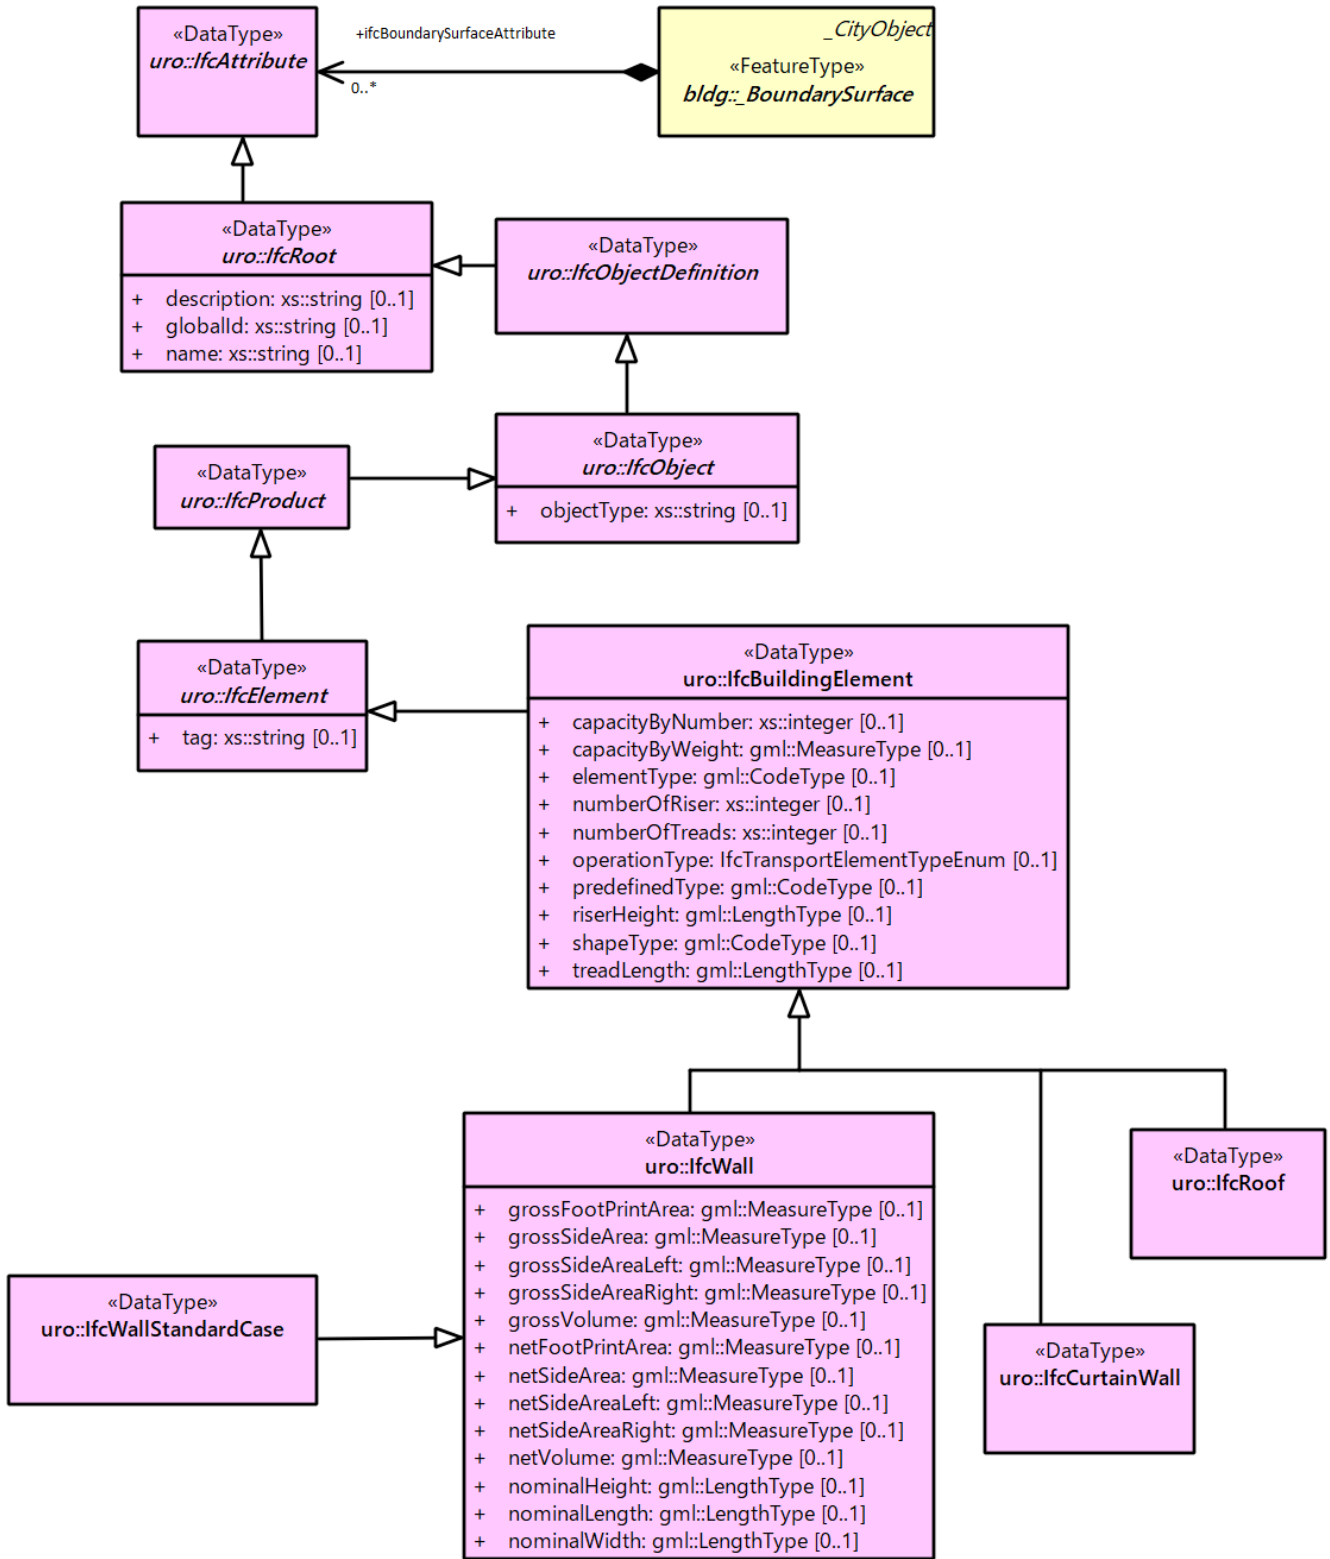 «DataType»
uro::IfcAttribute
+ifcBoundarySurfaceAttribute
0..*
_CityObject
«FeatureType»
bldg::_BoundarySurface
«DataType»
uro::IfcRoot
+ description: xs::string [0..1]
+ globalId: xs::string [0..1]
+ name: xs::string [0..1]
«DataType»
uro::IfcObjectDefinition
«DataType»
uro::IfcProduct
«DataType»
uro::IfcObject
+ objectType: xs::string [0..1]
«DataType»
uro::IfcElement
+ tag: xs::string [0..1]
«DataType»
uro::IfcBuildingElement
+ capacityByNumber: xs::integer [0..1]
+ capacityByWeight: gml::MeasureType [0..1]
+ elementType: gml::CodeType [0..1]
+ numberOfRiser: xs::integer [0..1]
+ numberOfTreads: xs::integer [0..1]
+ operationType: IfcTransportElementTypeEnum [0..1]
+ predefinedType: gml::CodeType [0..1]
+ riserHeight: gml::LengthType [0..1]
+ shapeType: gml::CodeType [0..1]
+ treadLength: gml::LengthType [0..1]
«DataType»
uro::IfcWall
+ grossFootPrintArea: gml::MeasureType [0..1]
+ grossSideArea: gml::MeasureType [0..1]
+ grossSideAreaLeft: gml::MeasureType [0..1]
+ grossSideAreaRight: gml::MeasureType [0..1]
+ grossVolume: gml::MeasureType [0..1]
+ netFootPrintArea: gml::MeasureType [0..1]
+ netSideArea: gml::MeasureType [0..1]
+ netSideAreaLeft: gml::MeasureType [0..1]
+ netSideAreaRight: gml::MeasureType [0..1]
+ netVolume: gml::MeasureType [0..1]
+ nominalHeight: gml::LengthType [0..1]
+ nominalLength: gml::LengthType [0..1]
+ nominalWidth: gml::LengthType [0..1]
«DataType»
uro::IfcRoof
«DataType»
uro::IfcWallStandardCase
«DataType»
uro::IfcCurtainWall